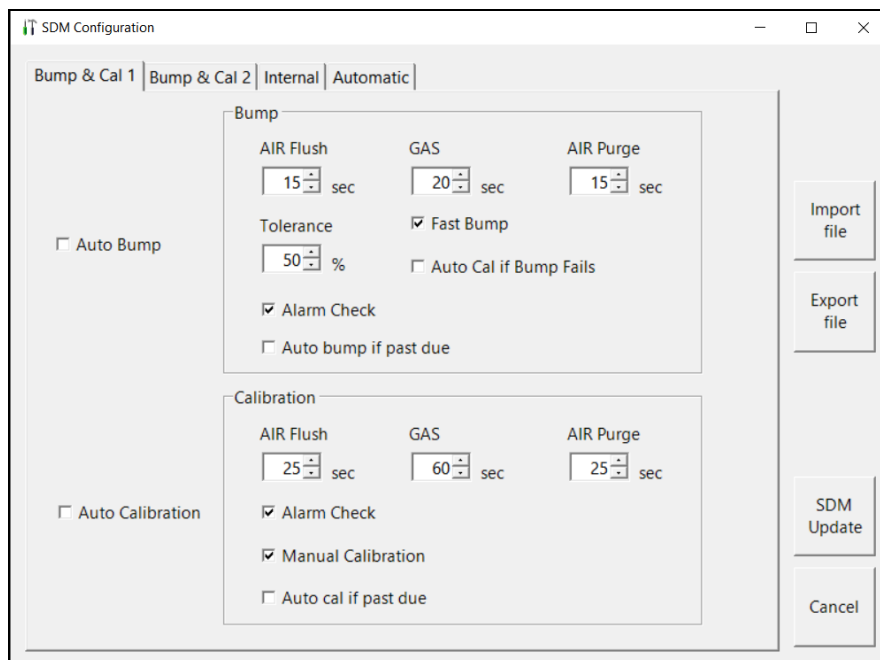 SDM Configuration
Bump & Cal 1 Bump & Cal 2 Internal Automatic
Bump
AIR Flush GAS AIR Purge
15 sec 20 sec 15 sec
Tolerance Fast Bump
Auto Bump
50 % Auto Cal if Bump Fails
Alarm Check
Auto bump if past due
Calibration
AIR Flush GAS AIR Purge
25 sec 60 sec 25 sec
Auto Calibration Alarm Check
Manual Calibration
Auto cal if past due
Import
file
Export
file
SDM
Update
Cancel